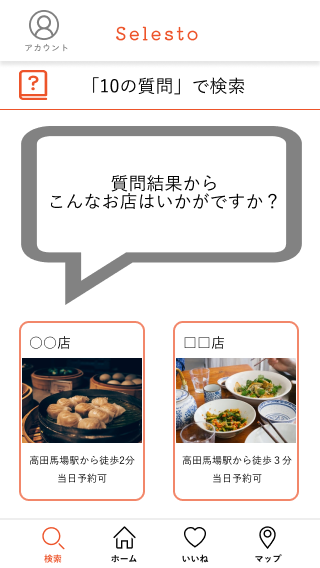 アカウント
Selesto
?
「10の質問」で検索
質問結果から
こんなお店はいかがですか？
○○店
□□店
高田馬場駅から徒歩2分
当日予約可
高田馬場駅から徒歩３分
当日予約可
検索
ホーム
いいね
マップ